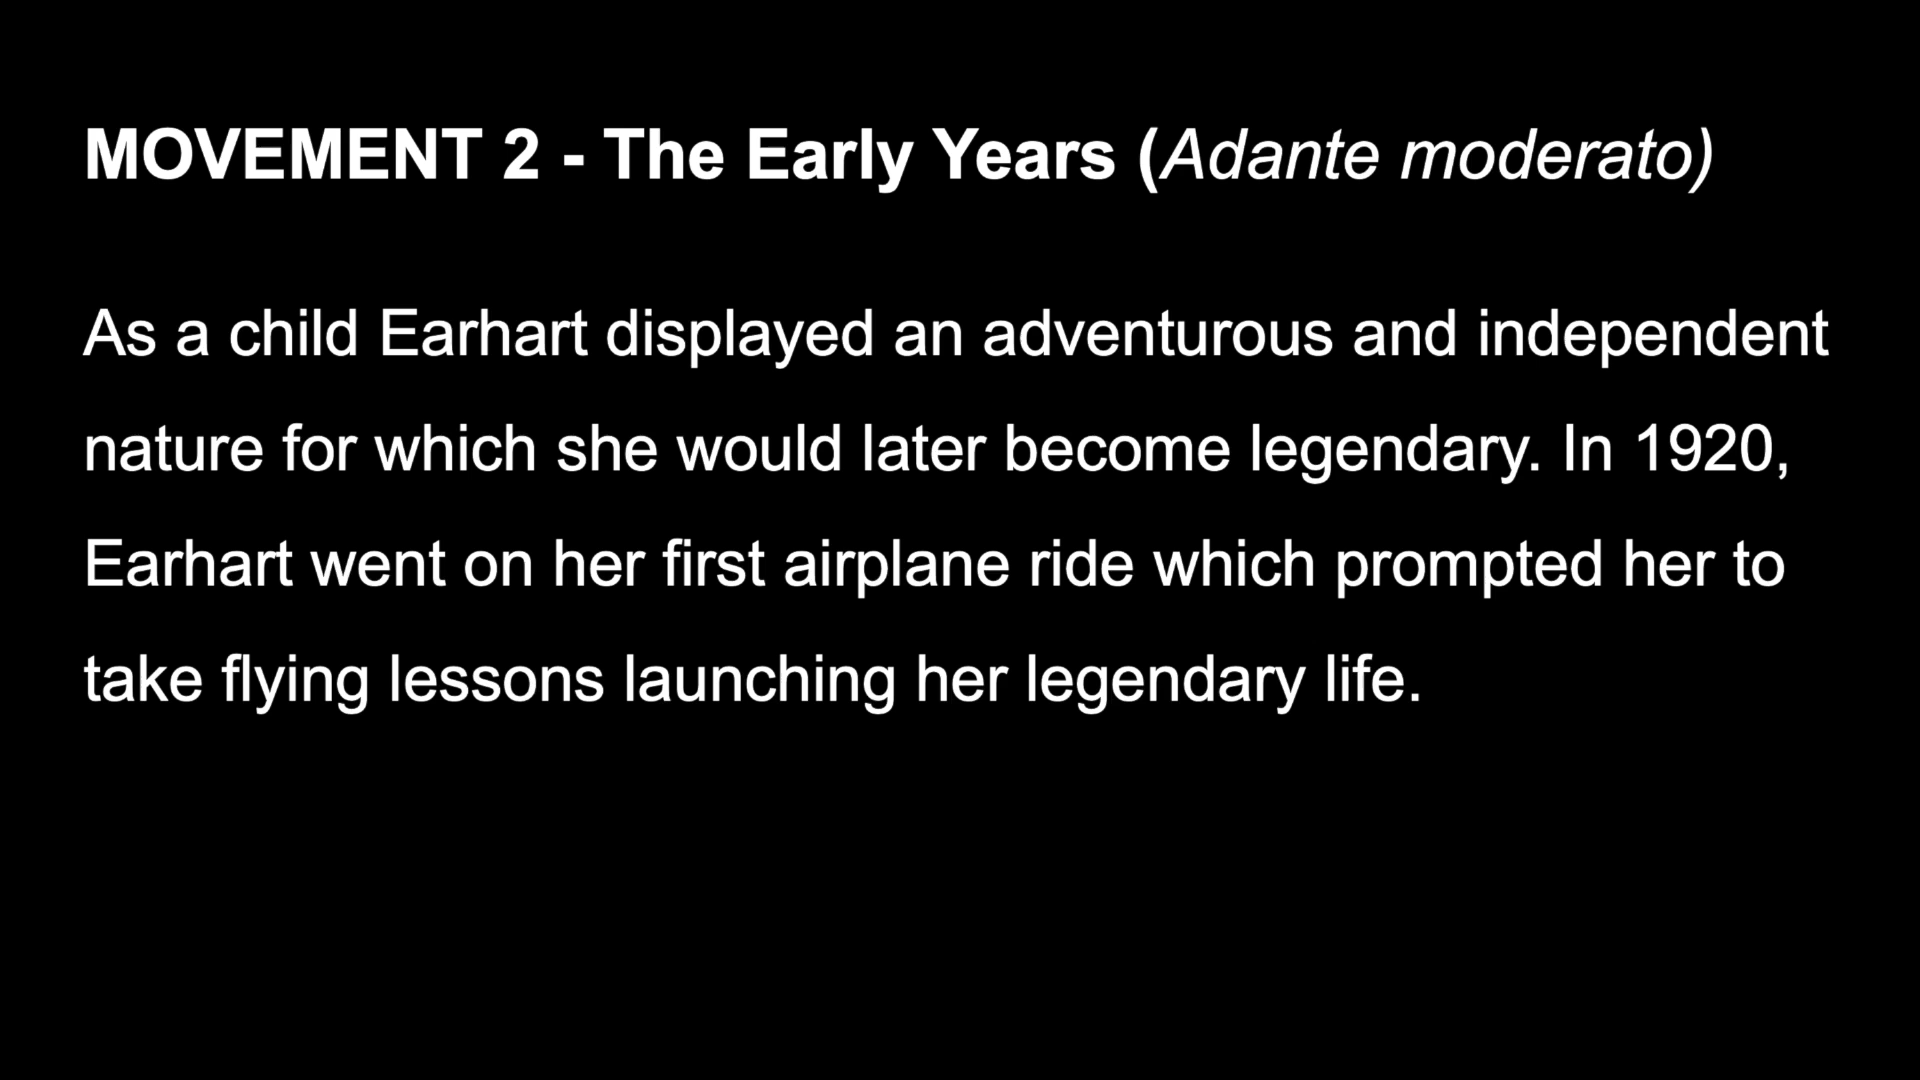 MOVEMENT 2 - The Early Years (Adante moderato)
As a child Earhart displayed an adventurous and independent
nature for which she would later become legendary. In 1920,
Earhart went on her first airplane ride which prompted her to
take flying lessons launching her legendary life.